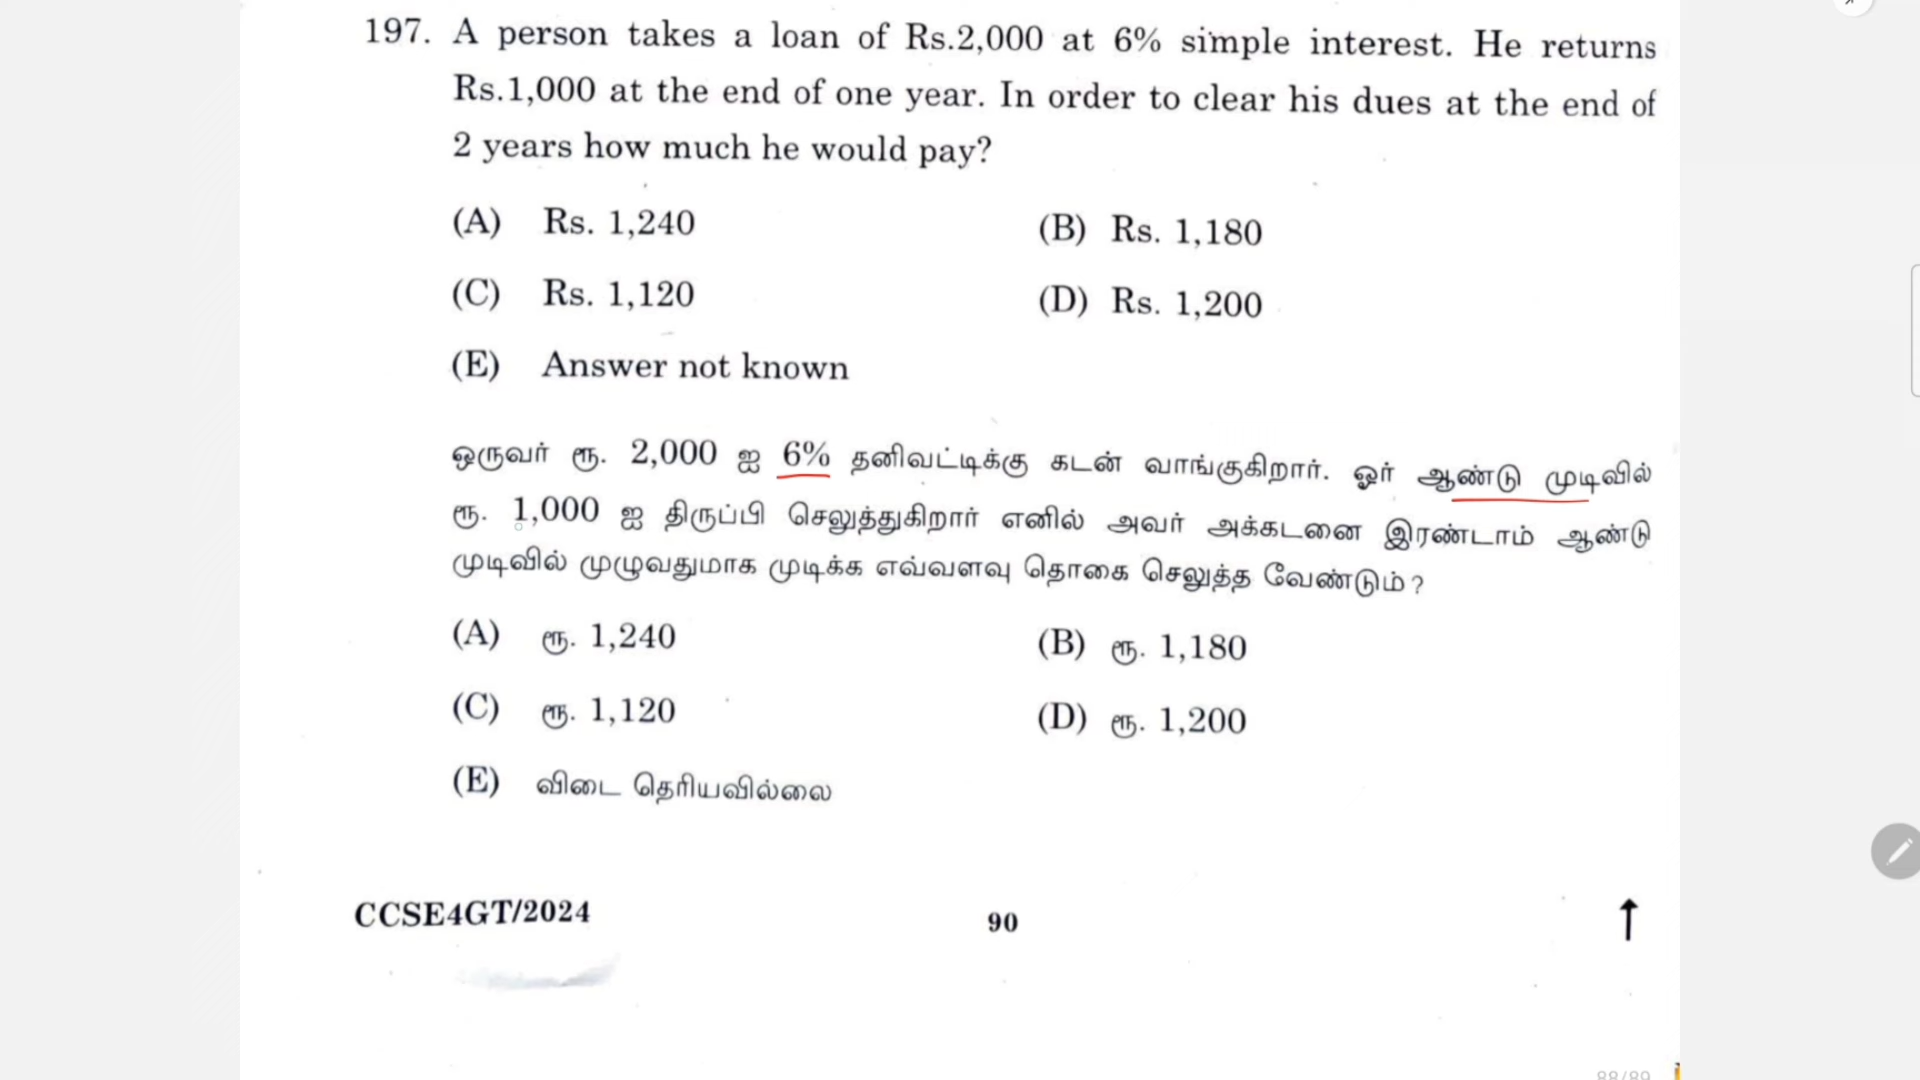 197. A person takes a loan of Rs.2,000 at 6% simple interest. He returns
Rs.1,000 at the end of one year. In order to clear his dues at the end of
2 years how much he would pay?
(A) Rs. 1,240 (B) Rs. 1,180
(C) Rs. 1,120 (D) Rs. 1,200
(E) Answer not known
ஒருவர் ரூ. 2,000 ஐ 6% தனிவட்டிக்கு கடன் வாங்குகிறார். ஓர் ஆண்டு முடிவில்
ரூ. 1,000 ஐ திருப்பி செலுத்துகிறார் எனில் அவர் அக்கடனை இரண்டாம் ஆண்டு
முடிவில் முழுவதுமாக முடிக்க எவ்வளவு தொகை செலுத்த வேண்டும்?
(A) ரூ. 1,240 (B) ரூ. 1,180
(C) ரூ. 1,120 (D) ரூ. 1,200
(E) விடை தெரியவில்லை
CCSE4GT/2024 90
88/89